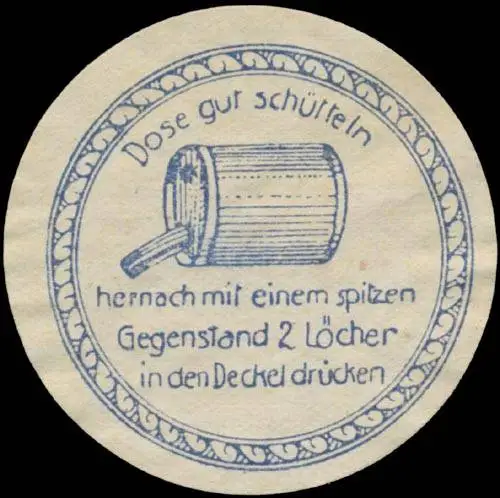 Dose gut schütteln
hernach mit einem spitzen
Gegenstand 2 Löcher
in den Deckel drücken